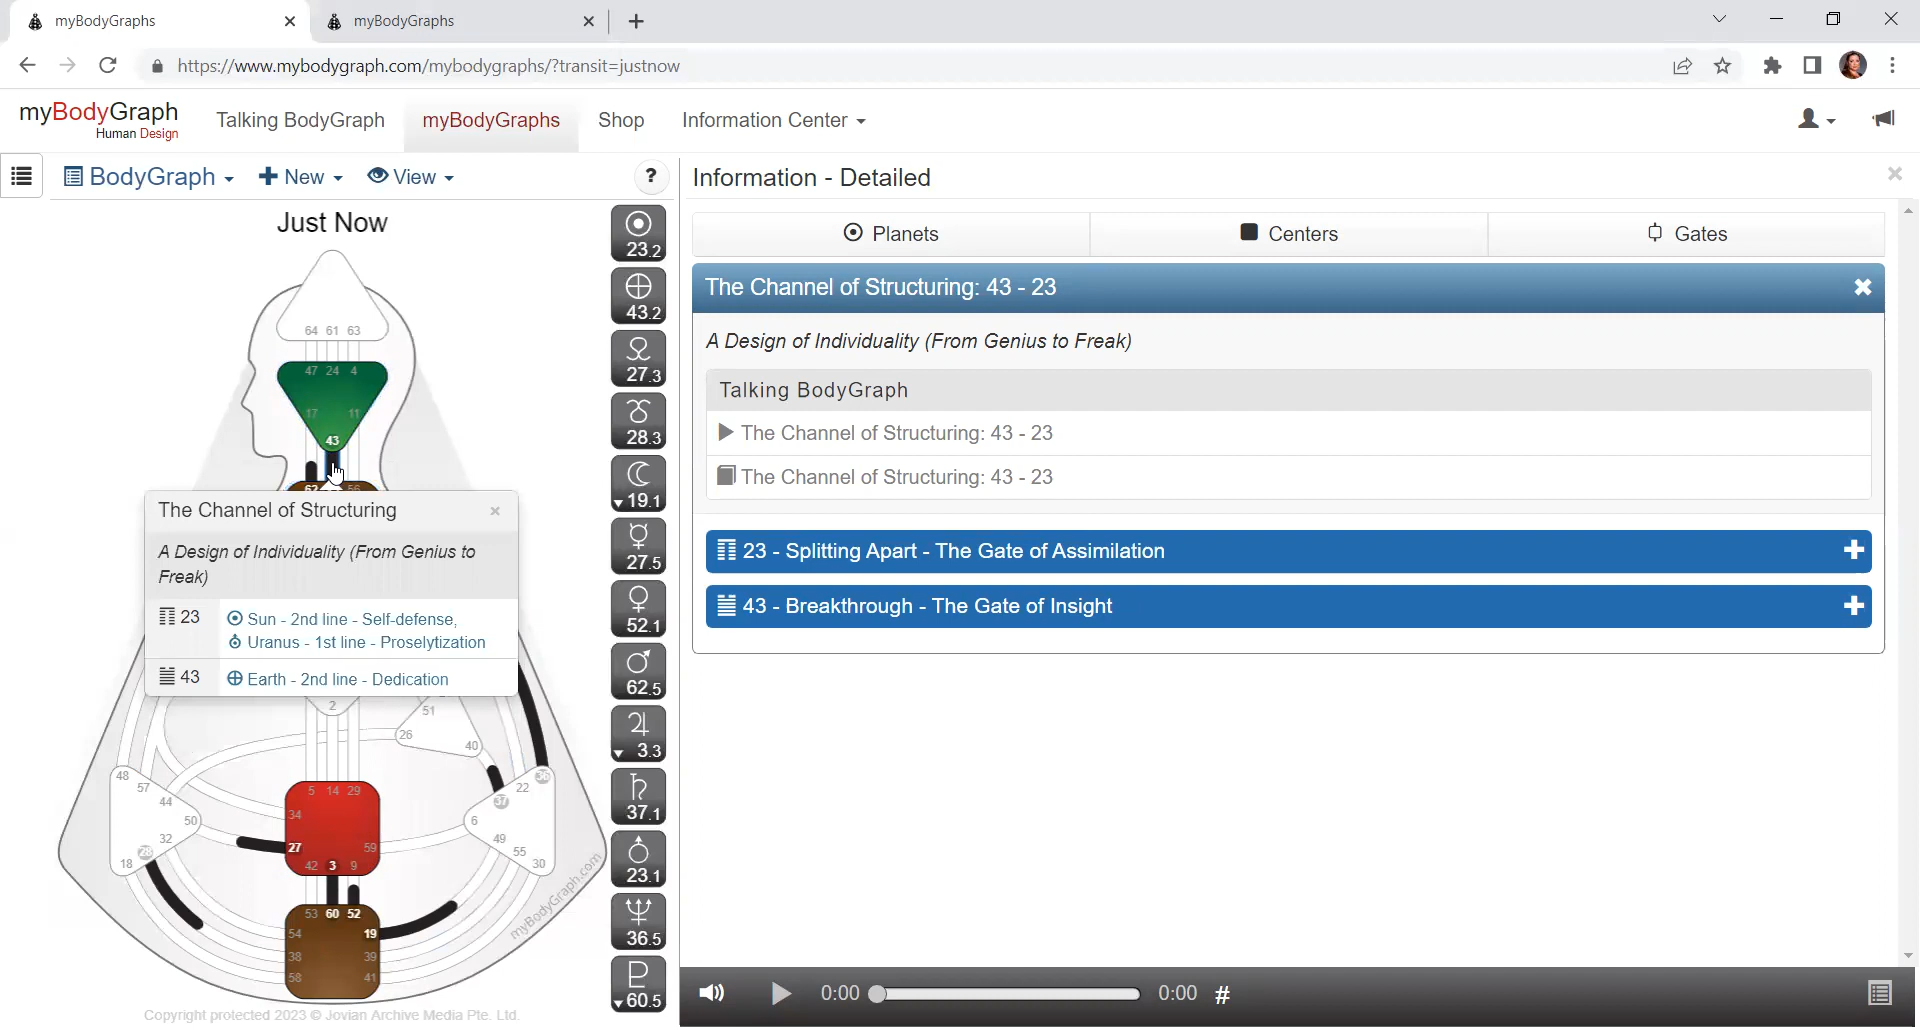 myBodyGraphs
myBodyGraphs
https://www.mybodygraph.com/mybodygraphs/?transit=justnow
myBodyGraph
Human Design
Talking BodyGraph
myBodyGraphs
Shop
Information Center
BodyGraph
New
View
?
Just Now
64 61 63
47 24 4
17 11
43
62 56
The Channel of Structuring
A Design of Individuality (From Genius to
Freak)
23
Sun - 2nd line - Self-defense,
Uranus - 1st line - Proselytization
43
Earth - 2nd line - Dedication
2
51
26
40
48
57
44
50
32
28
18
5 14 29
34
27
59
42 3 9
36
22
37
6
49
55
30
53 60 52
54
19
38
39
58
41
myBodyGraph.com
Copyright protected 2023 © Jovian Archive Media Pte. Ltd.
23.2
43.2
27.3
28.3
19.1
27.5
52.1
62.5
3.3
37.1
23.1
36.5
60.5
Information - Detailed
Planets
Centers
Gates
The Channel of Structuring: 43 - 23
A Design of Individuality (From Genius to Freak)
Talking BodyGraph
The Channel of Structuring: 43 - 23
The Channel of Structuring: 43 - 23
23 - Splitting Apart - The Gate of Assimilation
43 - Breakthrough - The Gate of Insight
0:00
0:00
#